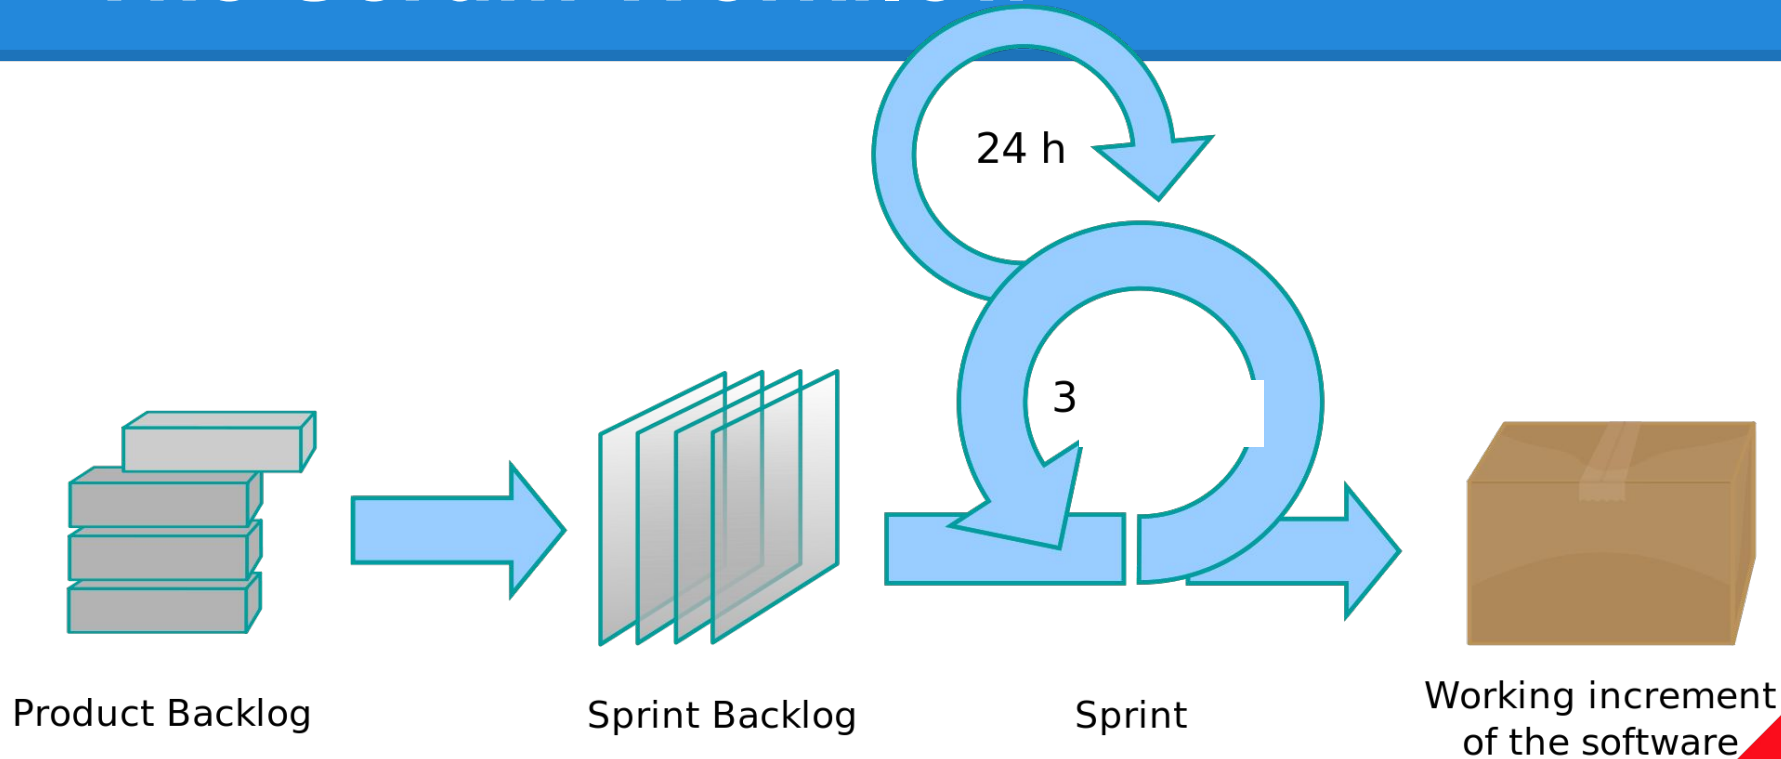 24 h
3
Product Backlog
Sprint Backlog
Sprint
Working increment
of the software